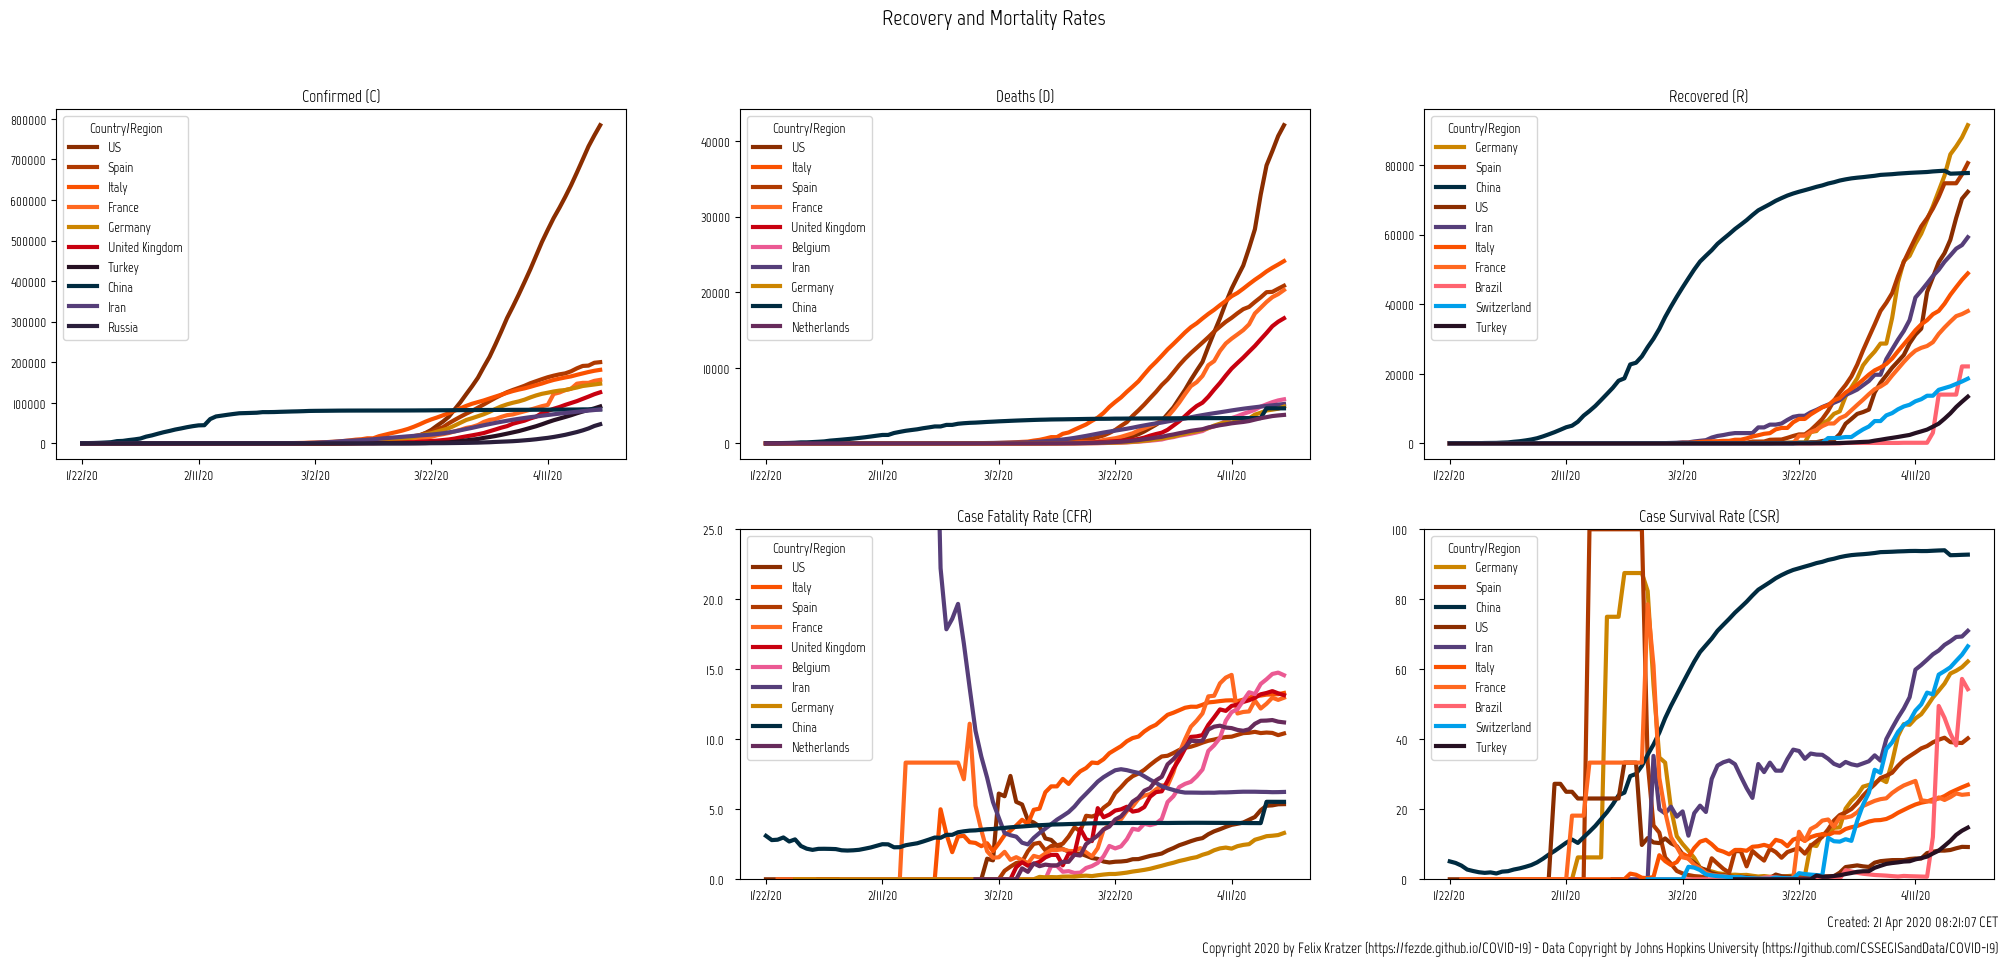 Recovery and Mortality Rates
Confirmed (C)
800000
700000
600000
500000
400000
300000
200000
100000
0
1/22/20
2/11/20
3/2/20
3/22/20
4/11/20
Country/Region
US
Spain
Italy
France
Germany
United Kingdom
Turkey
China
Iran
Russia
Deaths (D)
40000
30000
20000
10000
0
1/22/20
2/11/20
3/2/20
3/22/20
4/11/20
Country/Region
US
Italy
Spain
France
United Kingdom
Belgium
Iran
Germany
China
Netherlands
Recovered (R)
80000
60000
40000
20000
0
1/22/20
2/11/20
3/2/20
3/22/20
4/11/20
Country/Region
Germany
Spain
China
US
Iran
Italy
France
Brazil
Switzerland
Turkey
Case Fatality Rate (CFR)
25.0
20.0
15.0
10.0
5.0
0.0
1/22/20
2/11/20
3/2/20
3/22/20
4/11/20
Country/Region
US
Italy
Spain
France
United Kingdom
Belgium
Iran
Germany
China
Netherlands
Case Survival Rate (CSR)
100
80
60
40
20
0
1/22/20
2/11/20
3/2/20
3/22/20
4/11/20
Country/Region
Germany
Spain
China
US
Iran
Italy
France
Brazil
Switzerland
Turkey
Created: 21 Apr 2020 08:21:07 CET
Copyright 2020 by Felix Kratzer (https://fezde.github.io/COVID-19) - Data Copyright by Johns Hopkins University (https://github.com/CSSEGISandData/COVID-19)